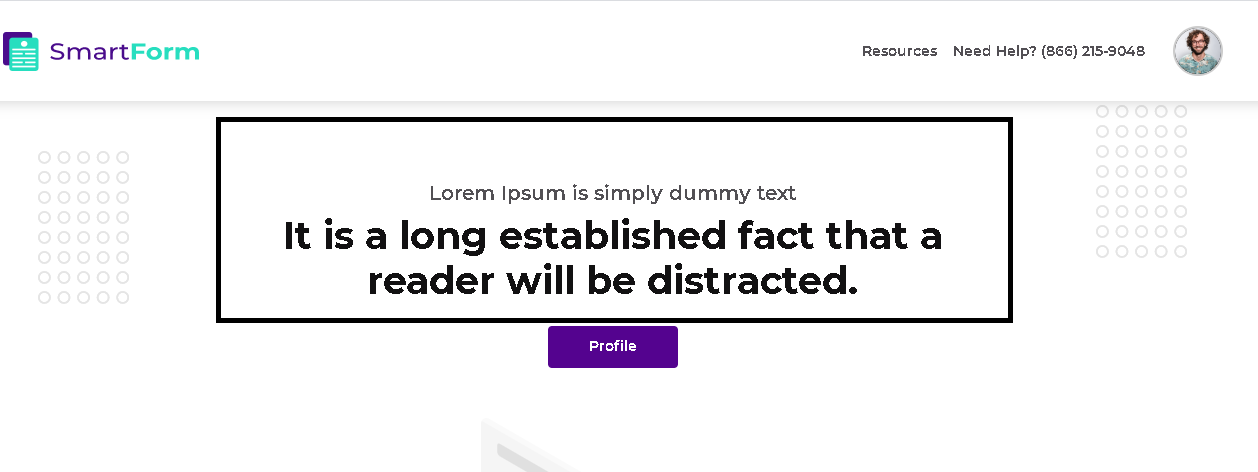 SmartForm
Resources Need Help? (866) 215-9048
Lorem Ipsum is simply dummy text
It is a long established fact that a
reader will be distracted.
Profile